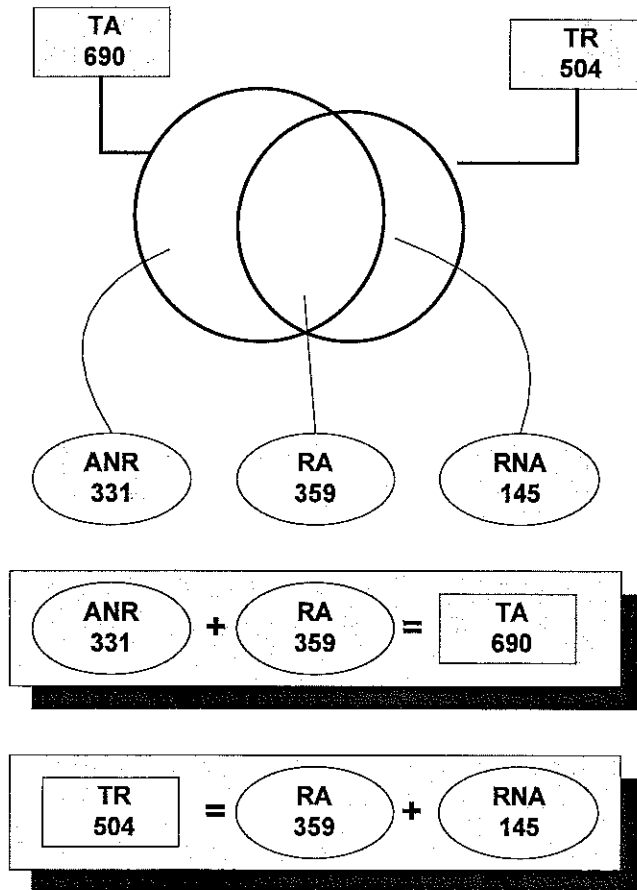 TA
690
TR
504
ANR
331
RA
359
RNA
145
ANR
331
+
RA
359
=
TA
690
TR
504
=
RA
359
+
RNA
145